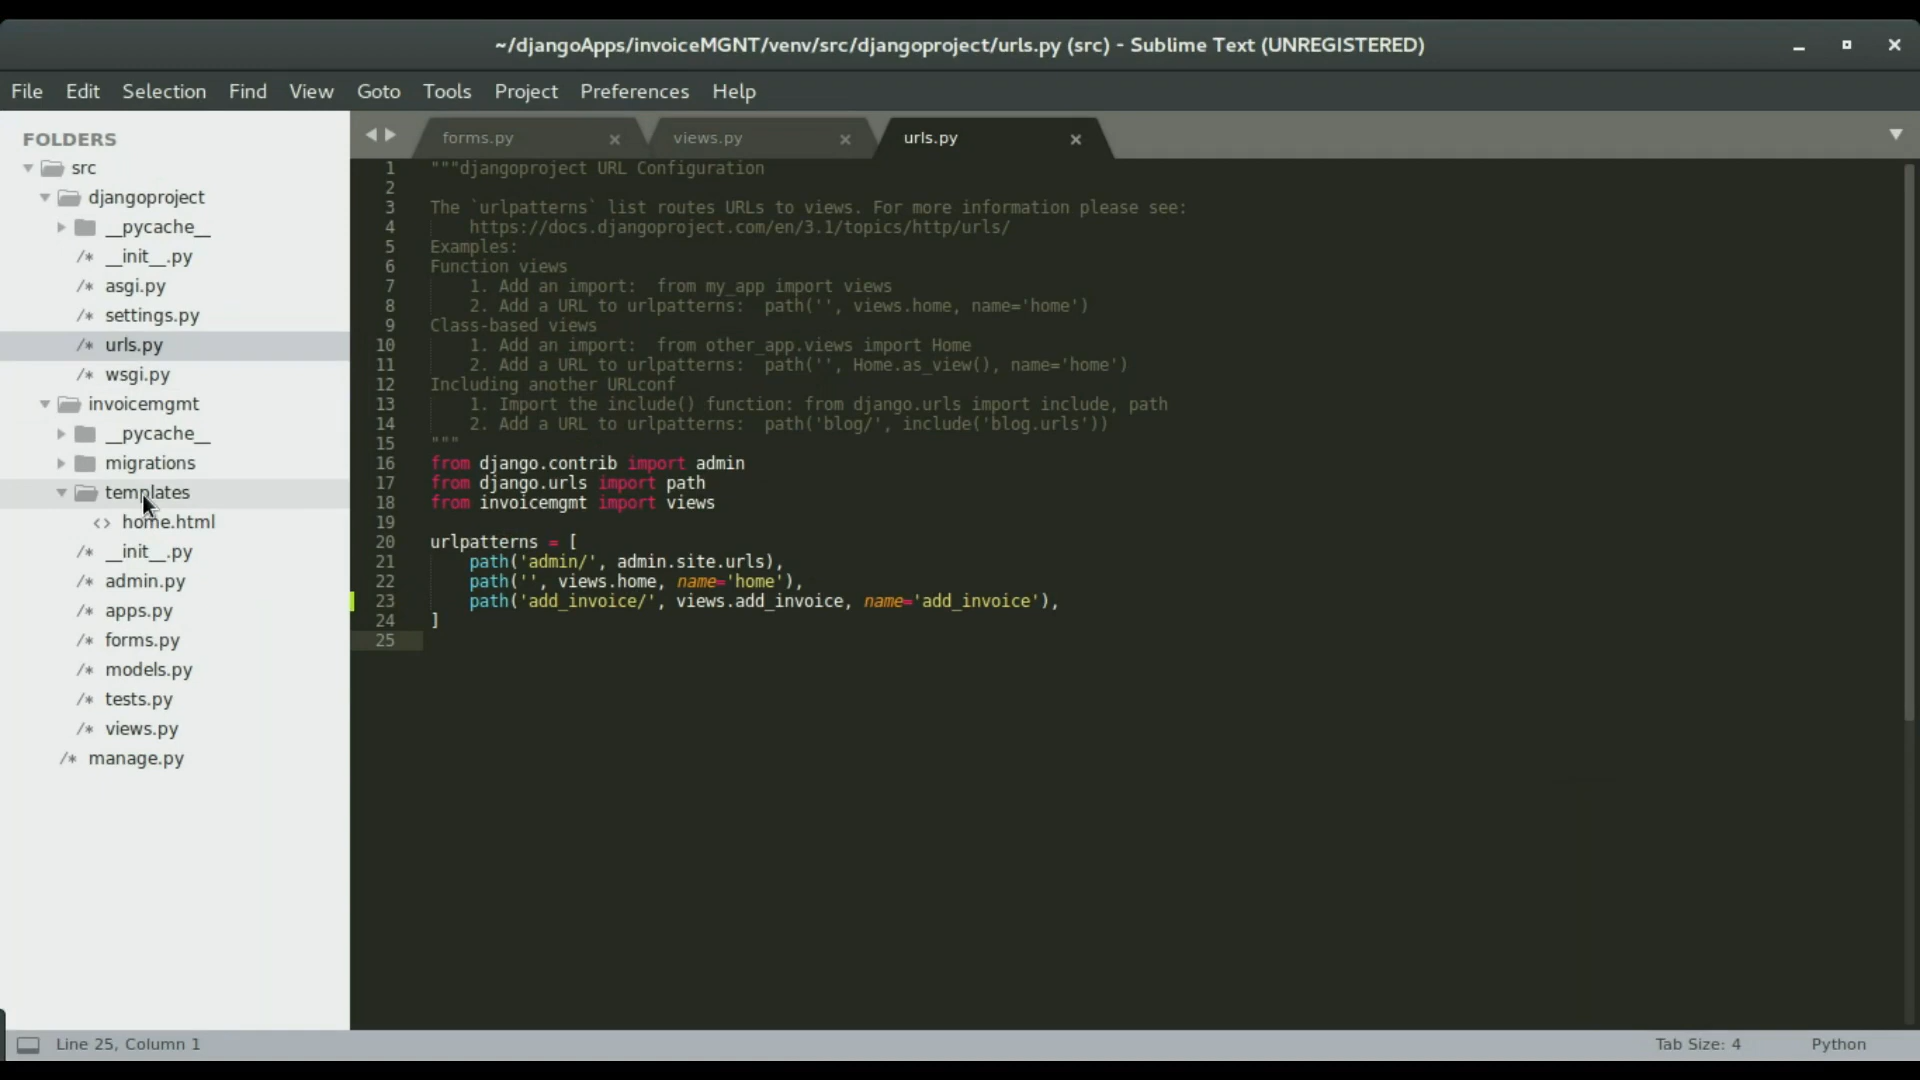 ~/djangoApps/invoiceMGNT/venv/src/djangoproject/urls.py (src) - Sublime Text (UNREGISTERED)
File Edit Selection Find View Goto Tools Project Preferences Help
FOLDERS
src
djangoproject
__pycache__
/* __init__.py
/* asgi.py
/* settings.py
/* urls.py
/* wsgi.py
invoicemgmt
__pycache__
migrations
templates
<> home.html
/* __init__.py
/* admin.py
/* apps.py
/* forms.py
/* models.py
/* tests.py
/* views.py
/* manage.py
forms.py views.py urls.py
1 """djangoproject URL Configuration
2
3 The `urlpatterns` list routes URLs to views. For more information please see:
4     https://docs.djangoproject.com/en/3.1/topics/http/urls/
5 Examples:
6 Function views
7     1. Add an import:  from my_app import views
8     2. Add a URL to urlpatterns:  path('', views.home, name='home')
9 Class-based views
10     1. Add an import:  from other_app.views import Home
11     2. Add a URL to urlpatterns:  path('', Home.as_view(), name='home')
12 Including another URLconf
13     1. Import the include() function: from django.urls import include, path
14     2. Add a URL to urlpatterns:  path('blog/', include('blog.urls'))
15 """
16 from django.contrib import admin
17 from django.urls import path
18 from invoicemgmt import views
19
20 urlpatterns = [
21     path('admin/', admin.site.urls),
22     path('', views.home, name='home'),
23     path('add_invoice/', views.add_invoice, name='add_invoice'),
24 ]
25
Line 25, Column 1 Tab Size: 4 Python